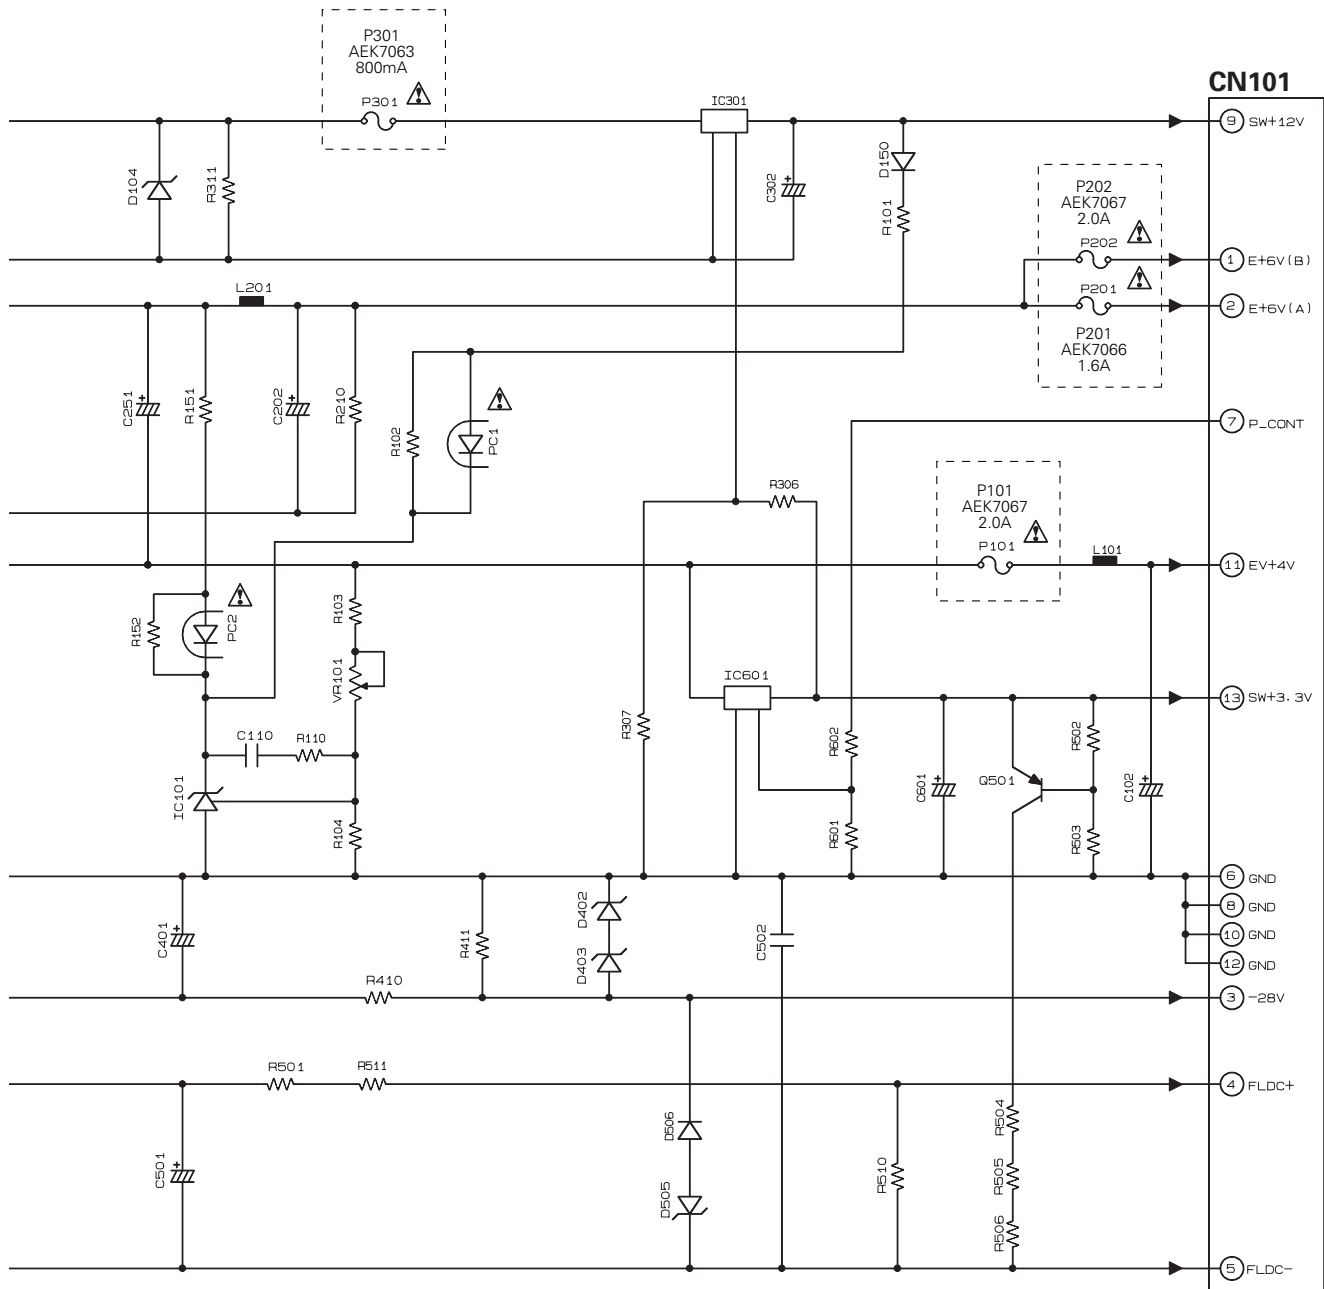 P301
AEK7063
800mA
P301
CN101
IC301
9 SW+12V
D104
R311
C302
D150
R101
P202
AEK7067
2.0A
P202
1 E+6V(B)
L201
P201
2 E+6V(A)
P201
AEK7066
1.6A
C251
R151
C202
R210
R102
PC1
7 P_CONT
R306
P101
AEK7067
2.0A
P101
L101
11 EV+4V
R152
PC2
R103
VR101
IC601
13 SW+3.3V
C110
R110
R307
R602
C601
Q501
R502
C102
IC101
R104
R601
R503
6 GND
8 GND
10 GND
12 GND
C401
R411
D402
D403
C502
R410
3 -28V
R501
R511
4 FLDC+
C501
D506
D505
R510
R504
R505
R506
5 FLDC-